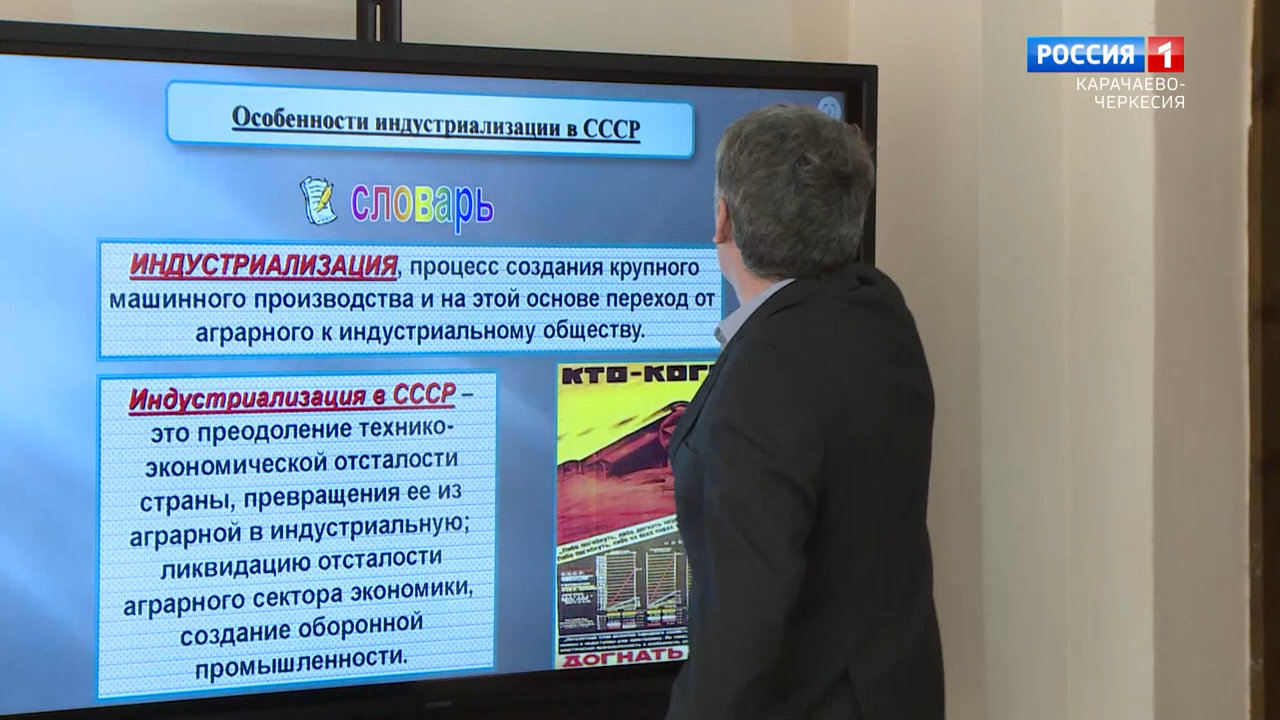 РОССИЯ 1
КАРАЧАЕВО-
ЧЕРКЕСИЯ
Особенности индустриализации в СССР
словарь
ИНДУСТРИАЛИЗАЦИЯ, процесс создания крупного
машинного производства и на этой основе переход от
аграрного к индустриальному обществу.
Индустриализация в СССР –
это преодоление технико-
экономической отсталости
страны, превращения ее из
аграрной в индустриальную;
ликвидацию отсталости
аграрного сектора экономики,
создание оборонной
промышленности.
КТО-КОГ
ДОГНАТЬ